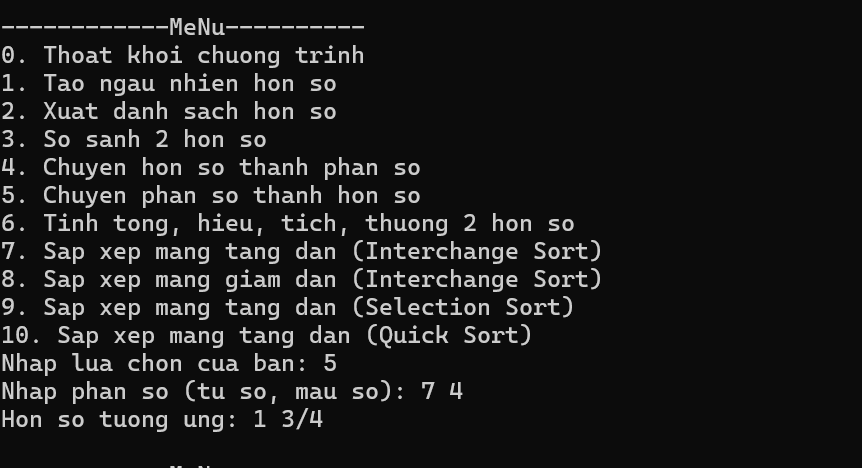 ------------MeNu----------
0. Thoat khoi chuong trinh
1. Tao ngau nhien hon so
2. Xuat danh sach hon so
3. So sanh 2 hon so
4. Chuyen hon so thanh phan so
5. Chuyen phan so thanh hon so
6. Tinh tong, hieu, tich, thuong 2 hon so
7. Sap xep mang tang dan (Interchange Sort)
8. Sap xep mang giam dan (Interchange Sort)
9. Sap xep mang tang dan (Selection Sort)
10. Sap xep mang tang dan (Quick Sort)
Nhap lua chon cua ban: 5
Nhap phan so (tu so, mau so): 7 4
Hon so tuong ung: 1 3/4